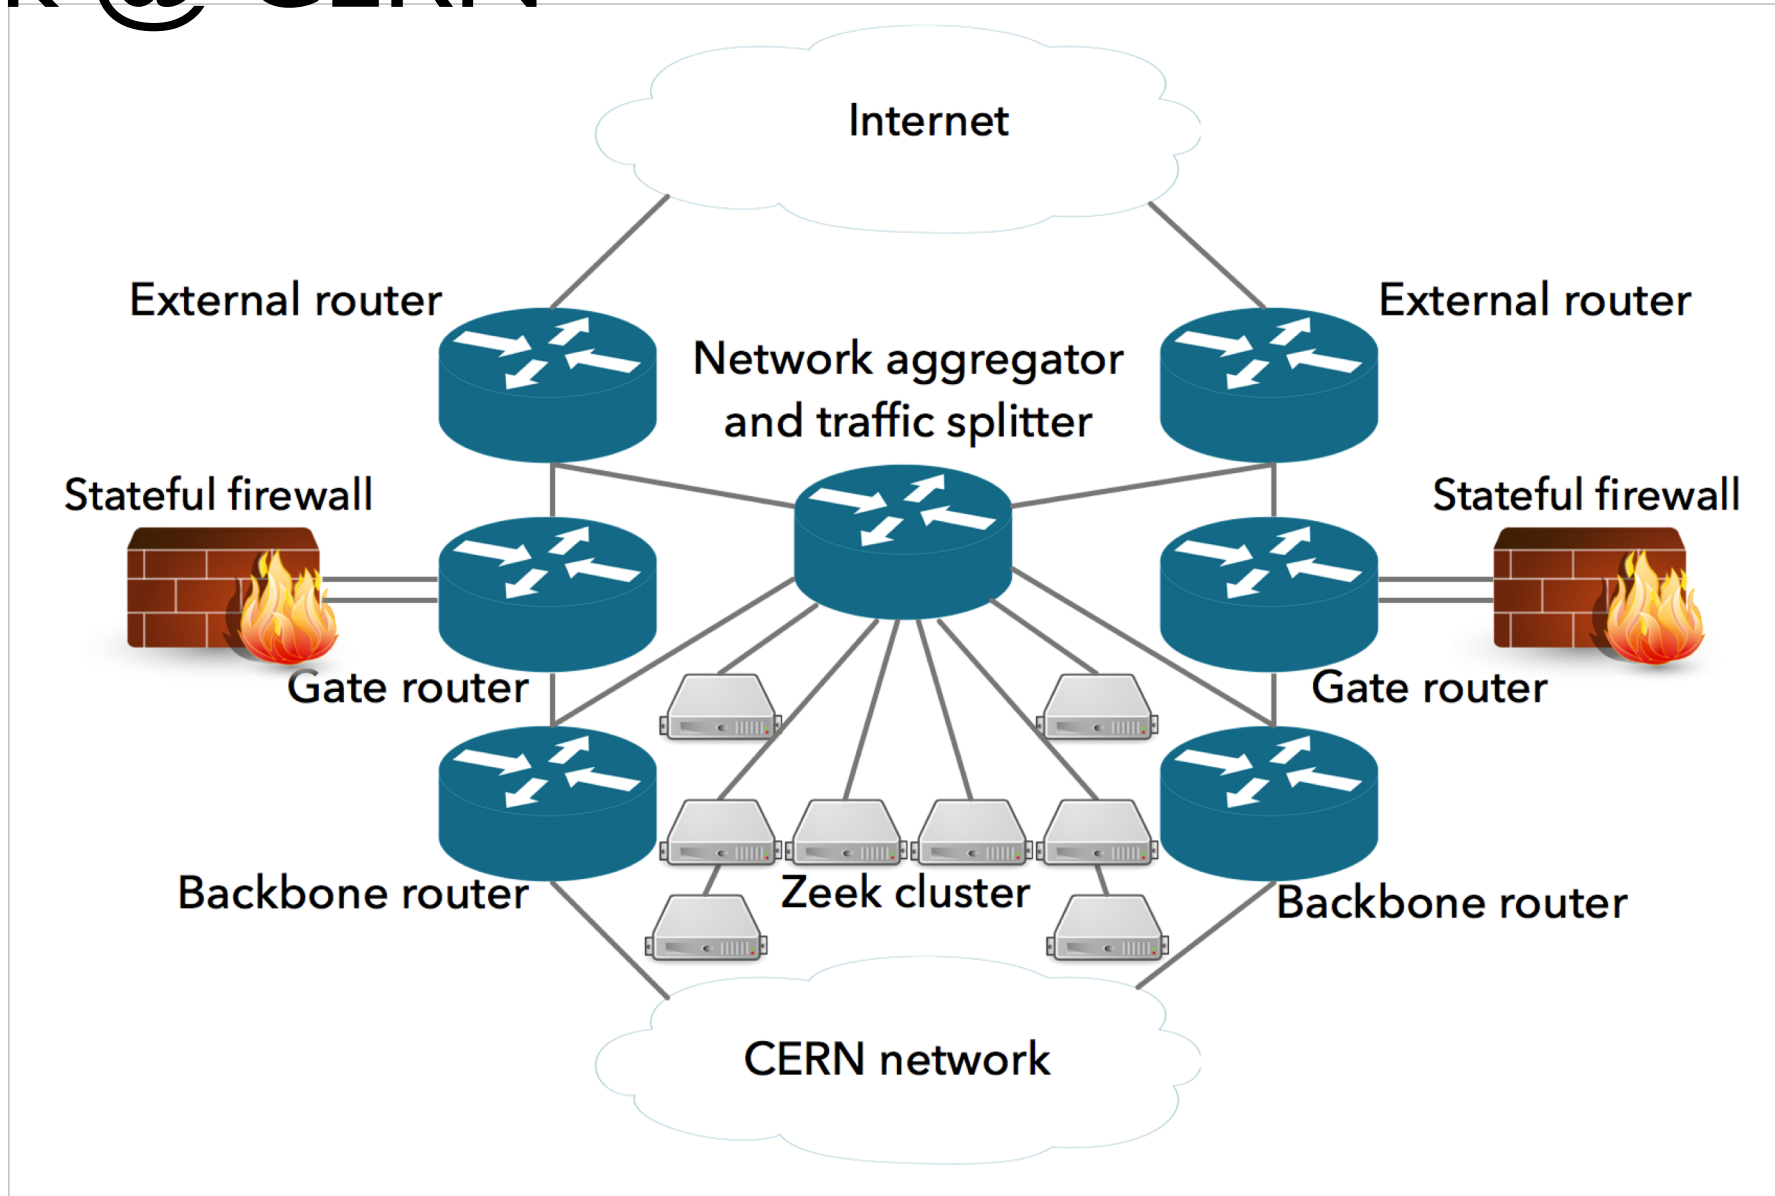 @ CERN
Internet
External router
External router
Network aggregator
and traffic splitter
Stateful firewall
Stateful firewall
Gate router
Gate router
Backbone router
Zeek cluster
Backbone router
CERN network